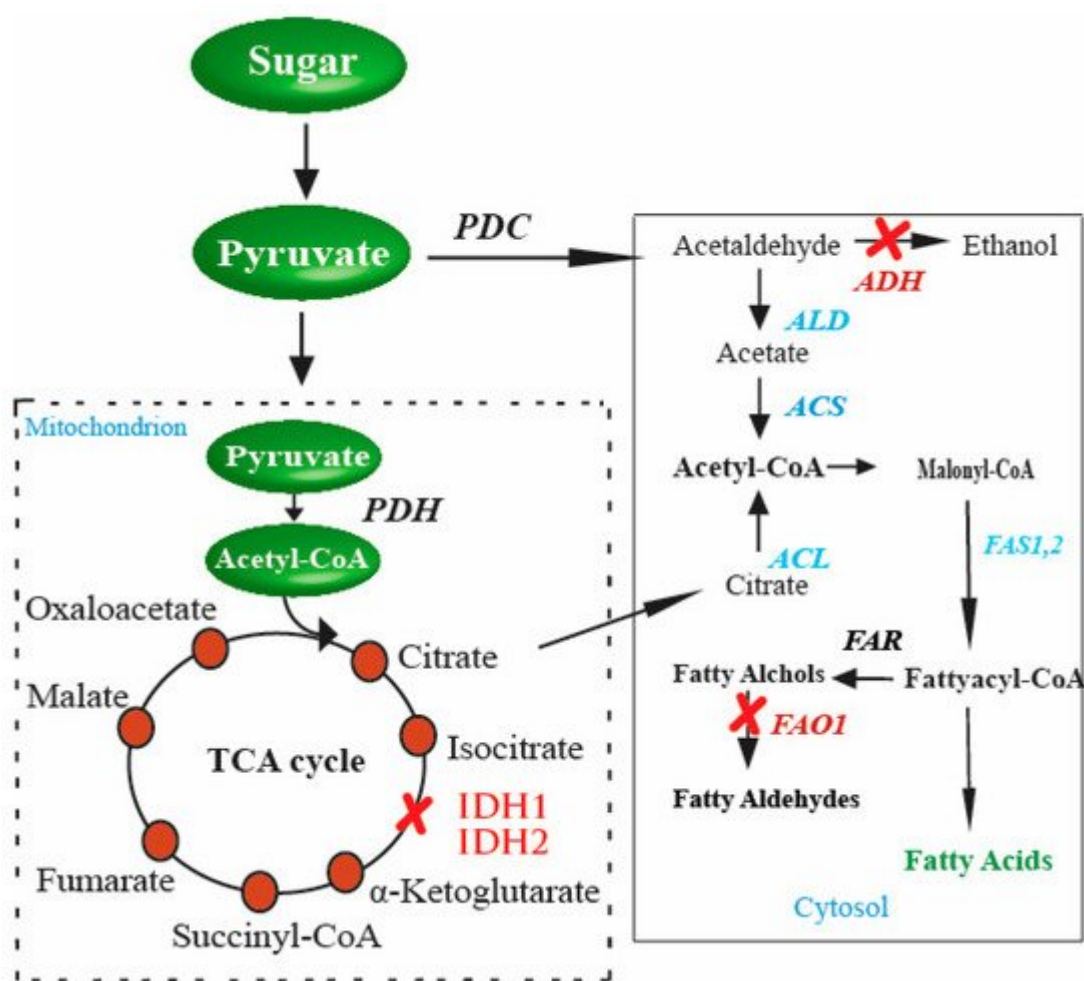 Sugar
Pyruvate
PDC
Acetaldehyde
Ethanol
ADH
ALD
Acetate
ACS
Acetyl-CoA
Malonyl-CoA
FAS1,2
ACL
Citrate
FAR
Fatty Alchols
Fattyacyl-CoA
FAO1
Fatty Aldehydes
Fatty Acids
Cytosol
Mitochondrion
Pyruvate
PDH
Acetyl-CoA
Oxaloacetate
Citrate
Malate
Isocitrate
TCA cycle
IDH1
IDH2
Fumarate
α-Ketoglutarate
Succinyl-CoA